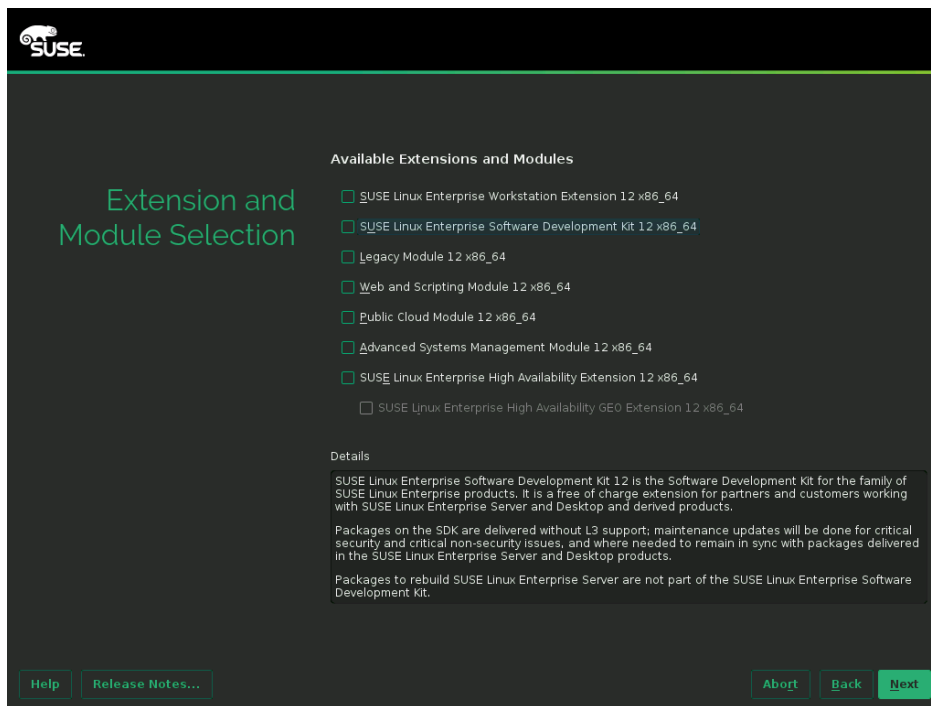 SUSE.
Extension and
Module Selection
Available Extensions and Modules
SUSE Linux Enterprise Workstation Extension 12 x86_64
SUSE Linux Enterprise Software Development Kit 12 x86_64
Legacy Module 12 x86_64
Web and Scripting Module 12 x86_64
Public Cloud Module 12 x86_64
Advanced Systems Management Module 12 x86_64
SUSE Linux Enterprise High Availability Extension 12 x86_64
SUSE Linux Enterprise High Availability GEO Extension 12 x86_64
Details
SUSE Linux Enterprise Software Development Kit 12 is the Software Development Kit for the family of
SUSE Linux Enterprise products. It is a free of charge extension for partners and customers working
with SUSE Linux Enterprise Server and Desktop and derived products.
Packages on the SDK are delivered without L3 support; maintenance updates will be done for critical
security and critical non-security issues, and where needed to remain in sync with packages delivered
in the SUSE Linux Enterprise Server and Desktop products.
Packages to rebuild SUSE Linux Enterprise Server are not part of the SUSE Linux Enterprise Software
Development Kit.
Help
Release Notes...
Abort
Back
Next